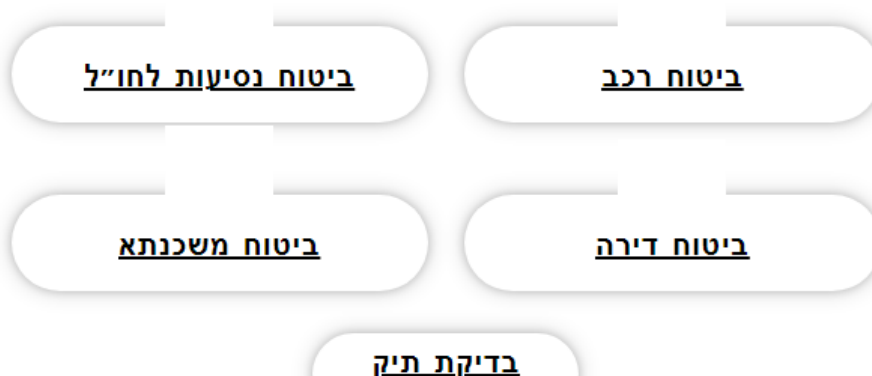 ביטוח רכב
ביטוח נסיעות לחו״ל
ביטוח דירה
ביטוח משכנתא
בדיקת תיק